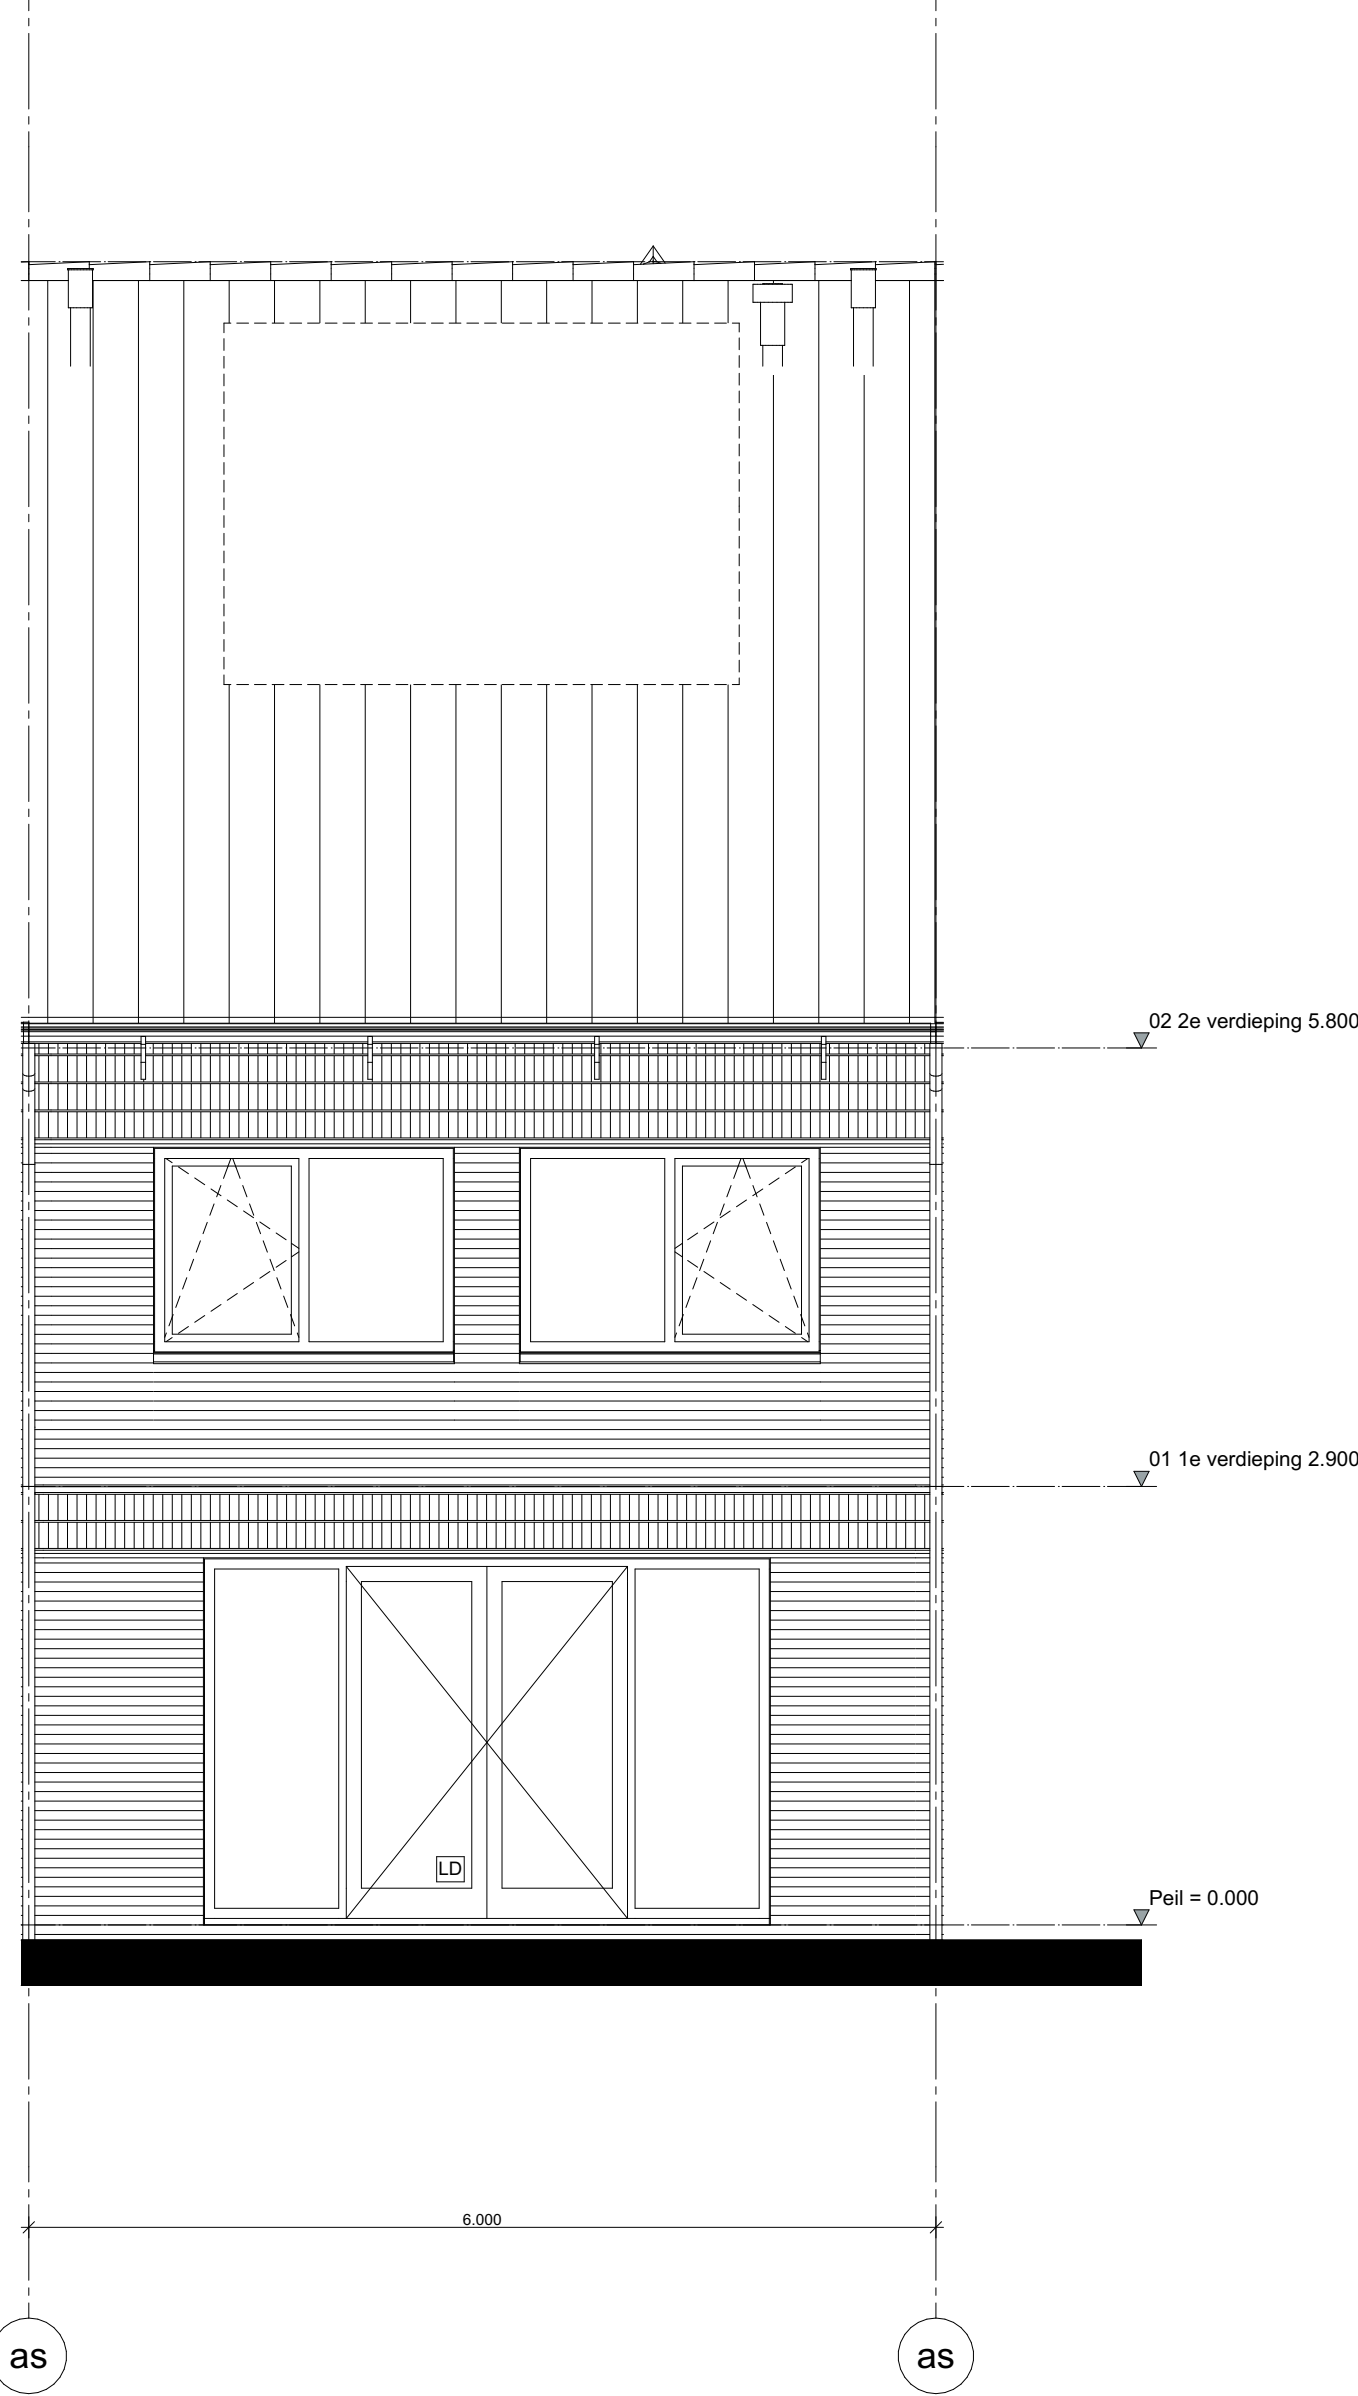 02 2e verdieping 5.800
01 1e verdieping 2.900
LD
Peil = 0.000
6.000
as
as